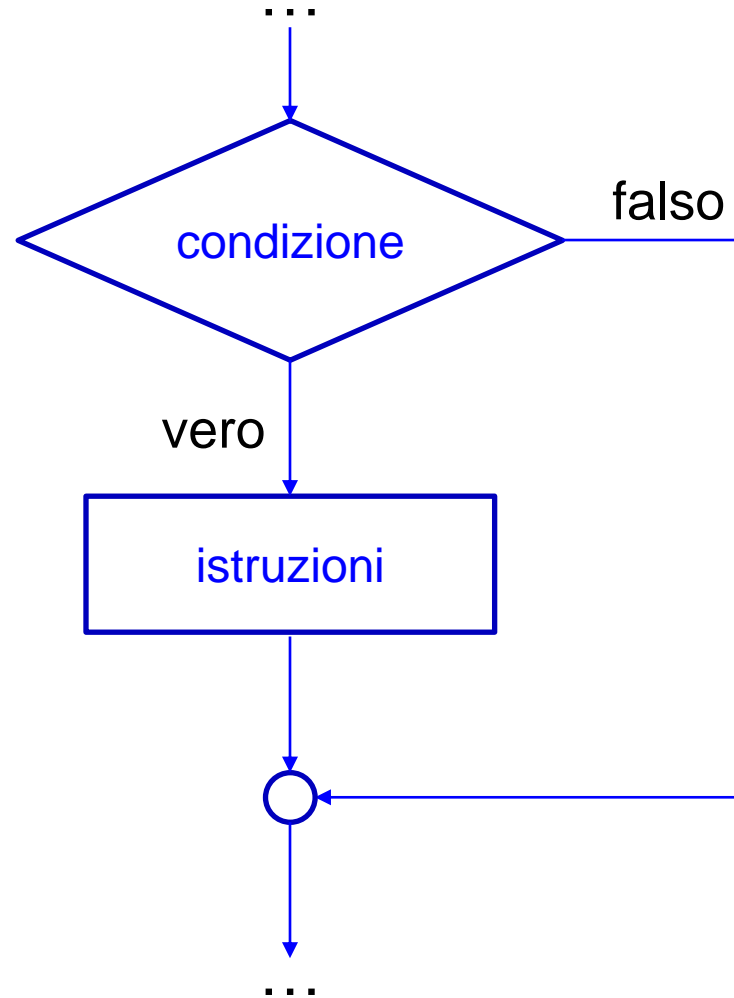 ...
condizione
falso
vero
istruzioni
...